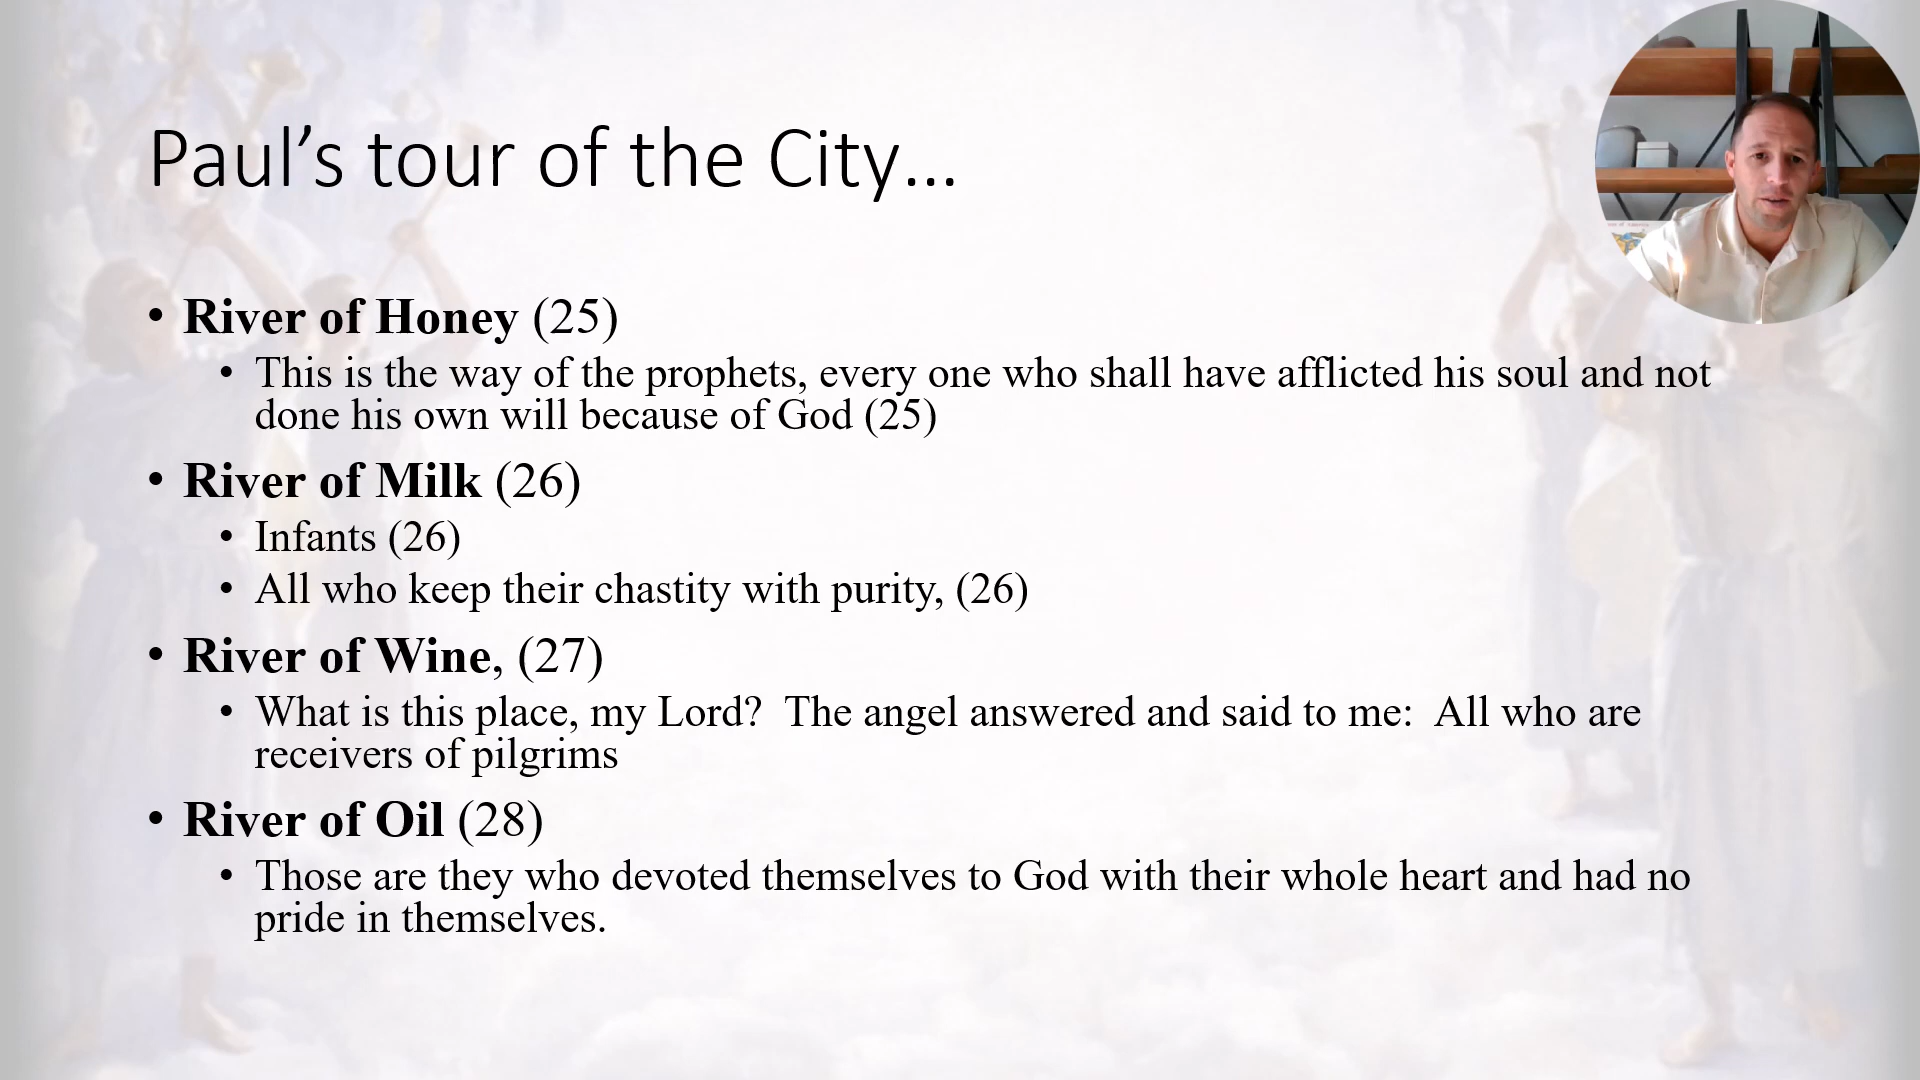 Paul’s tour of the City…
• River of Honey (25)
• This is the way of the prophets, every one who shall have afflicted his soul and not
done his own will because of God (25)
• River of Milk (26)
• Infants (26)
• All who keep their chastity with purity, (26)
• River of Wine, (27)
• What is this place, my Lord?  The angel answered and said to me:  All who are
receivers of pilgrims
• River of Oil (28)
• Those are they who devoted themselves to God with their whole heart and had no
pride in themselves.